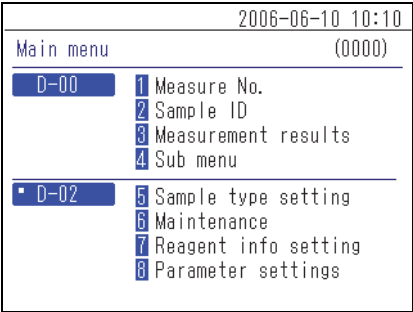 2006-06-10 10:10
Main menu (0000)
D-00 1 Measure No.
2 Sample ID
3 Measurement results
4 Sub menu
D-02 5 Sample type setting
6 Maintenance
7 Reagent info setting
8 Parameter settings